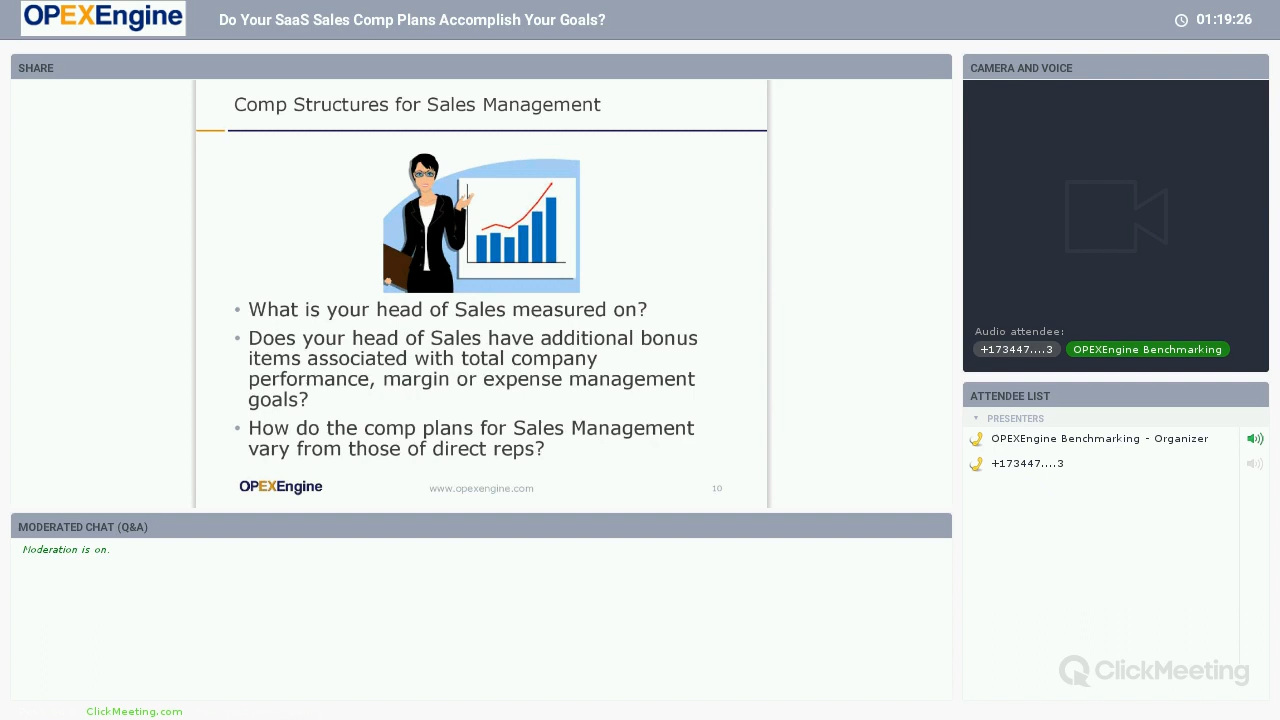 OPEXEngine
Do Your SaaS Sales Comp Plans Accomplish Your Goals?
01:19:26
SHARE
Comp Structures for Sales Management
• What is your head of Sales measured on?
• Does your head of Sales have additional bonus
items associated with total company
performance, margin or expense management
goals?
• How do the comp plans for Sales Management
vary from those of direct reps?
OPEXEngine
www.opexengine.com
10
MODERATED CHAT (Q&A)
Moderation is on.
CAMERA AND VOICE
Audio attendee:
+173447....3
OPEXEngine Benchmarking
ATTENDEE LIST
PRESENTERS
OPEXEngine Benchmarking - Organizer
+173447....3
ClickMeeting
ClickMeeting.com